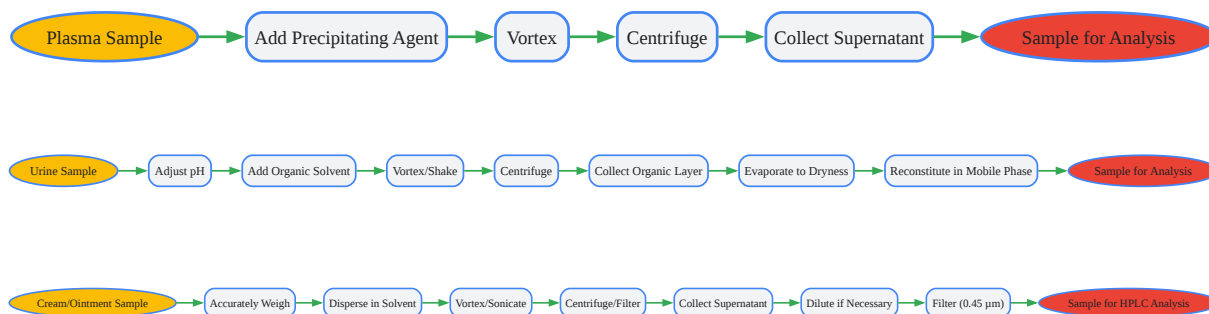 Plasma Sample
Add Precipitating Agent
Vortex
Centrifuge
Collect Supernatant
Sample for Analysis
Urine Sample
Adjust pH
Add Organic Solvent
Vortex/Shake
Centrifuge
Collect Organic Layer
Evaporate to Dryness
Reconstitute in Mobile Phase
Sample for Analysis
Cream/Ointment Sample
Accurately Weigh
Disperse in Solvent
Vortex/Sonicate
Centrifuge/Filter
Collect Supernatant
Dilute if Necessary
Filter (0.45 µm)
Sample for HPLC Analysis